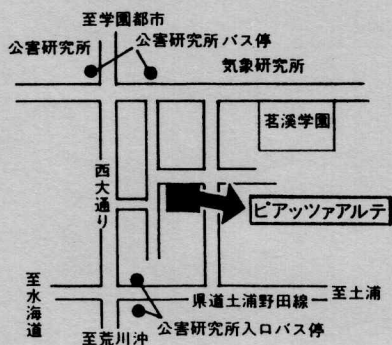 至学園都市
公害研究所
公害研究所バス停
気象研究所
茗溪学園
西大通り
ピアッツァアルテ
至水海道
県道土浦野田線
至土浦
至荒川沖
公害研究所入口バス停